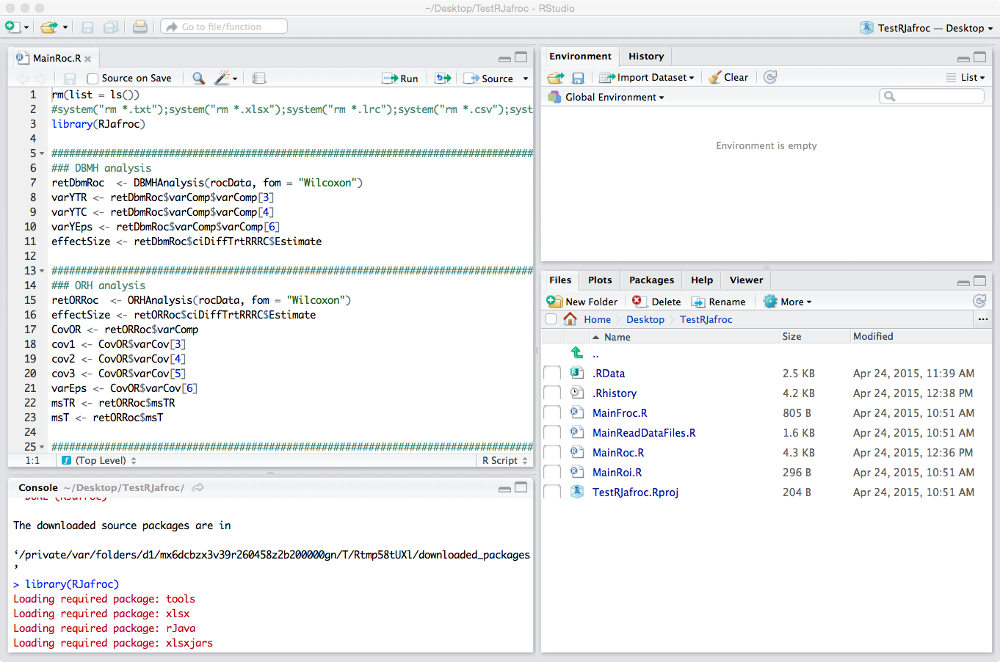 ~/Desktop/TestRJafroc - RStudio
Go to file/function
TestRJafroc — Desktop
MainRoc.R
Source on Save
Run
Source
1 rm(list = ls())
2 #system("rm *.txt");system("rm *.xlsx");system("rm *.lrc");system("rm *.csv");syst
3 library(RJafroc)
4
5 ##################################################################################
6 ### DBMH analysis
7 retDbmRoc  <- DBMHAnalysis(rocData, fom = "Wilcoxon")
8 varYTR <- retDbmRoc$varComp$varComp[3]
9 varYTC <- retDbmRoc$varComp$varComp[4]
10 varYEps <- retDbmRoc$varComp$varComp[6]
11 effectSize <- retDbmRoc$ciDiffTrtRRRC$Estimate
12
13 ##################################################################################
14 ### ORH analysis
15 retORRoc  <- ORHAnalysis(rocData, fom = "Wilcoxon")
16 effectSize <- retORRoc$ciDiffTrtRRRC$Estimate
17 CovOR <- retORRoc$varComp
18 cov1 <- CovOR$varCov[3]
19 cov2 <- CovOR$varCov[4]
20 cov3 <- CovOR$varCov[5]
21 varEps <- CovOR$varCov[6]
22 msTR <- retORRoc$msTR
23 msT <- retORRoc$msT
24
25 ##################################################################################
1:1 (Top Level) R Script
Console ~/Desktop/TestRJafroc/
The downloaded source packages are in
‘/private/var/folders/d1/mx6dcbzx3v39r260458z2b200000gn/T/Rtmp58tUXl/downloaded_packages
’
> library(RJafroc)
Loading required package: tools
Loading required package: xlsx
Loading required package: rJava
Loading required package: xlsxjars
Environment History
Import Dataset Clear List
Global Environment
Environment is empty
Files Plots Packages Help Viewer
New Folder Delete Rename More
Home Desktop TestRJafroc ...
Name Size Modified
..
.RData 2.5 KB Apr 24, 2015, 11:39 AM
.Rhistory 4.2 KB Apr 24, 2015, 12:38 PM
MainFroc.R 805 B Apr 24, 2015, 10:51 AM
MainReadDataFiles.R 1.6 KB Apr 24, 2015, 10:51 AM
MainRoc.R 4.3 KB Apr 24, 2015, 12:36 PM
MainRoi.R 296 B Apr 24, 2015, 10:51 AM
TestRJafroc.Rproj 204 B Apr 24, 2015, 10:51 AM